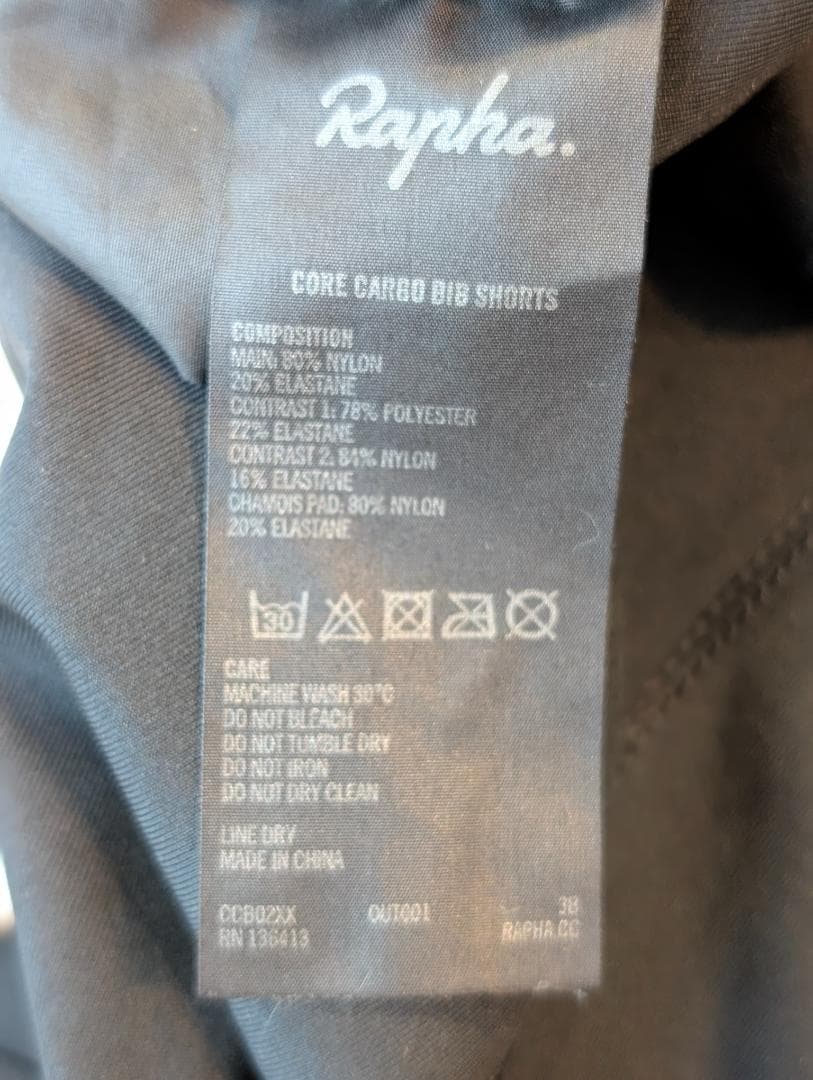 Rapha.
CORE CARGO BIB SHORTS
COMPOSITION
MAIN: 80% NYLON
20% ELASTANE
CONTRAST 1: 78% POLYESTER
22% ELASTANE
CONTRAST 2: 84% NYLON
16% ELASTANE
CHAMOIS PAD: 80% NYLON
20% ELASTANE
30
CARE
MACHINE WASH 30°C
DO NOT BLEACH
DO NOT TUMBLE DRY
DO NOT IRON
DO NOT DRY CLEAN
LINE DRY
MADE IN CHINA
CCB02XX OUT001
RN 136413 RAPHA.CC